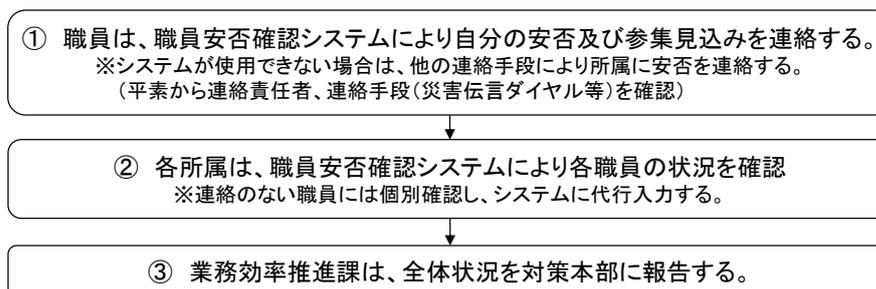 ① 職員は、職員安否確認システムにより自分の安否及び参集見込みを連絡する。
※システムが使用できない場合は、他の連絡手段により所属に安否を連絡する。
（平素から連絡責任者、連絡手段（災害伝言ダイヤル等）を確認）
② 各所属は、職員安否確認システムにより各職員の状況を確認
※連絡のない職員には個別確認し、システムに代行入力する。
③ 業務効率推進課は、全体状況を対策本部に報告する。